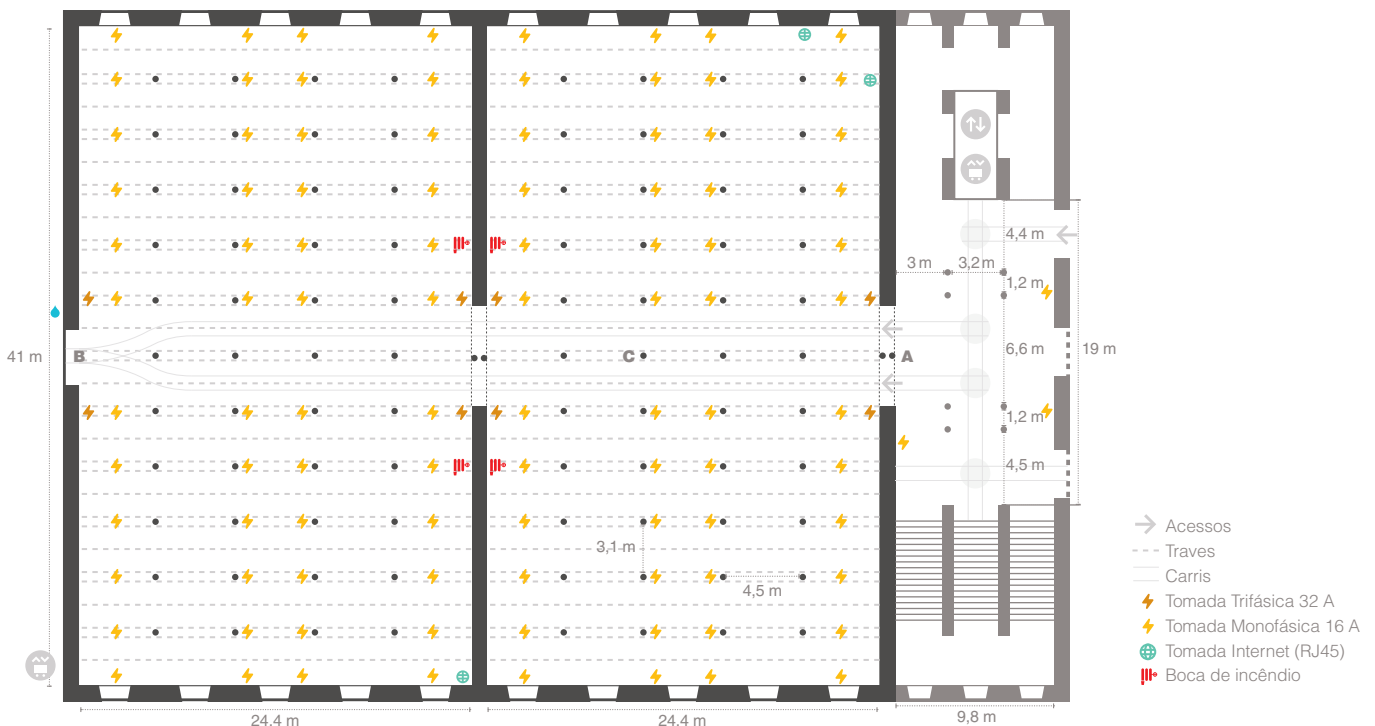 4,4 m
3 m
3,2 m
1,2 m
41 m
B
C
A
6,6 m
19 m
1,2 m
4,5 m
3,1 m
4,5 m
Acessos
Traves
Carris
Tomada Trifásica 32 A
Tomada Monofásica 16 A
Tomada Internet (RJ45)
Boca de incêndio
24.4 m
24.4 m
9,8 m